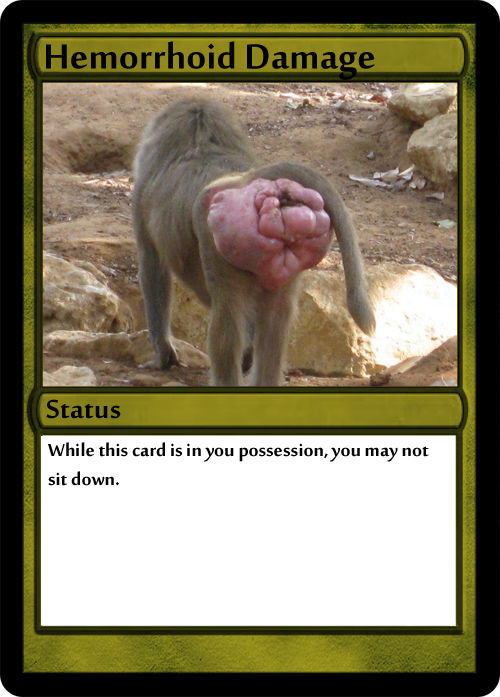 Hemorrhoid Damage
Status
While this card is in you possession, you may not
sit down.